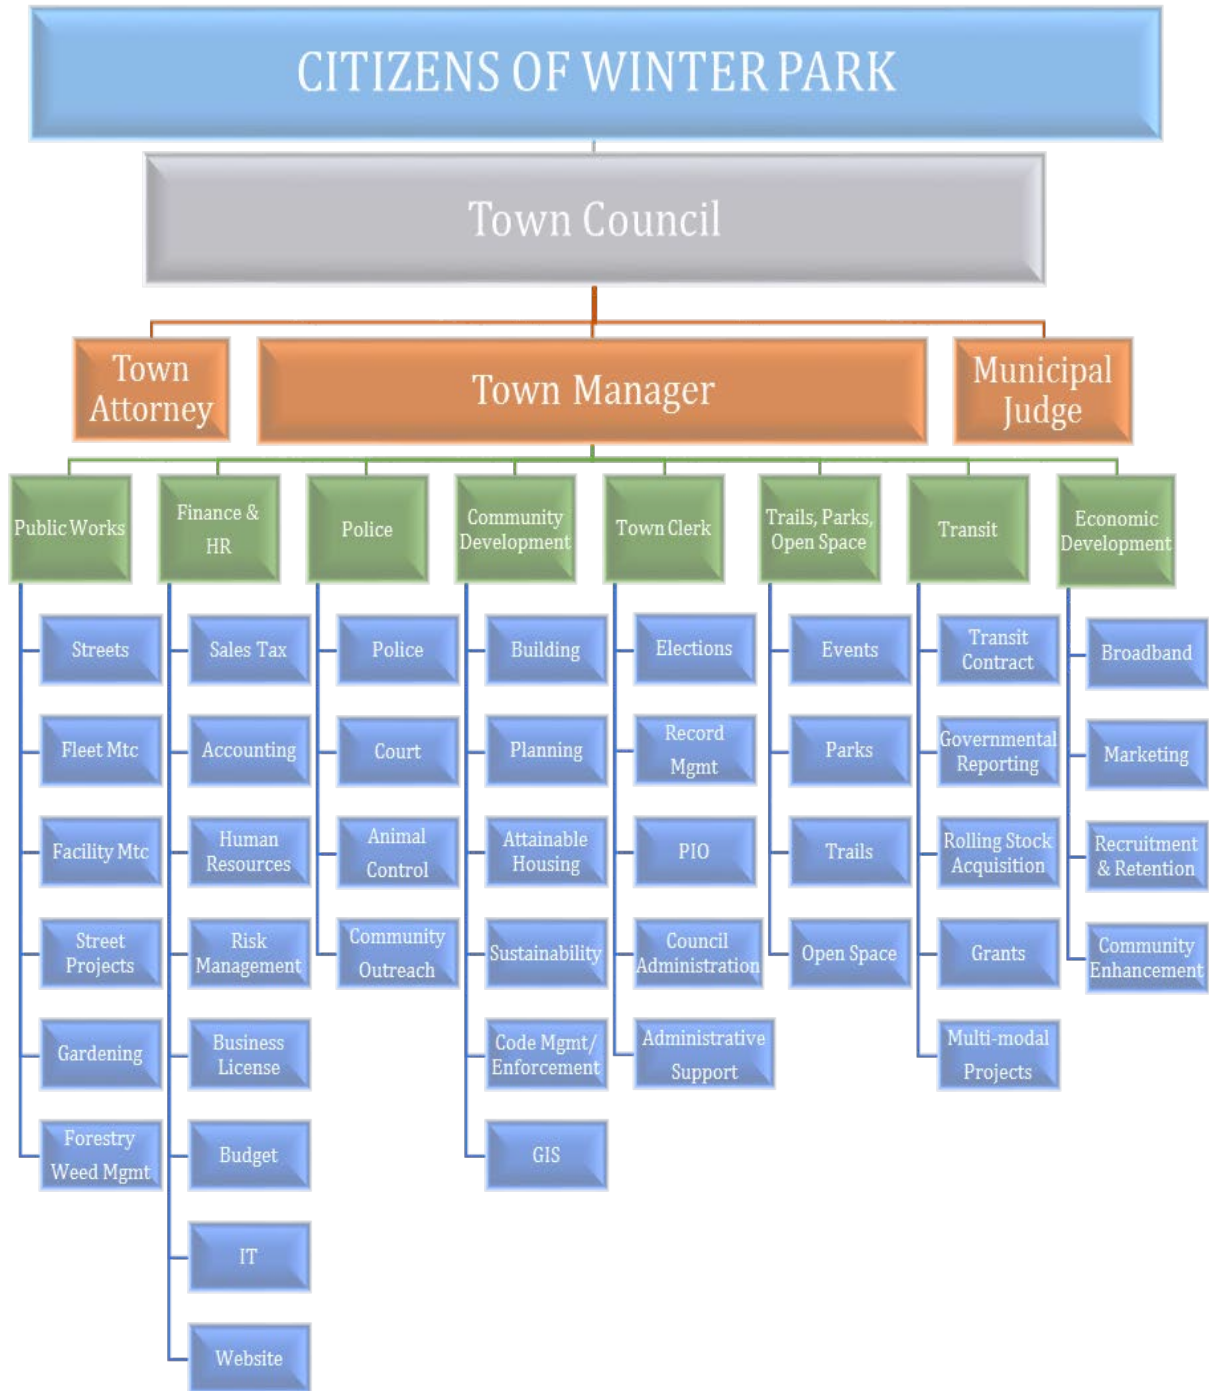 CITIZENS OF WINTER PARK
Town Council
Town
Attorney
Town Manager
Municipal
Judge
Public Works
Finance &
HR
Police
Community
Development
Town Clerk
Trails, Parks,
Open Space
Transit
Economic
Development
Streets
Fleet Mtc
Facility Mtc
Street
Projects
Gardening
Forestry
Weed Mgmt
Sales Tax
Accounting
Human
Resources
Risk
Management
Business
License
Budget
IT
Website
Police
Court
Animal
Control
Community
Outreach
Building
Planning
Attainable
Housing
Sustainability
Code Mgmt/
Enforcement
GIS
Elections
Record
Mgmt
PIO
Council
Administration
Administrative
Support
Events
Parks
Trails
Open Space
Transit
Contract
Governmental
Reporting
Rolling Stock
Acquisition
Grants
Multi-modal
Projects
Broadband
Marketing
Recruitment
& Retention
Community
Enhancement